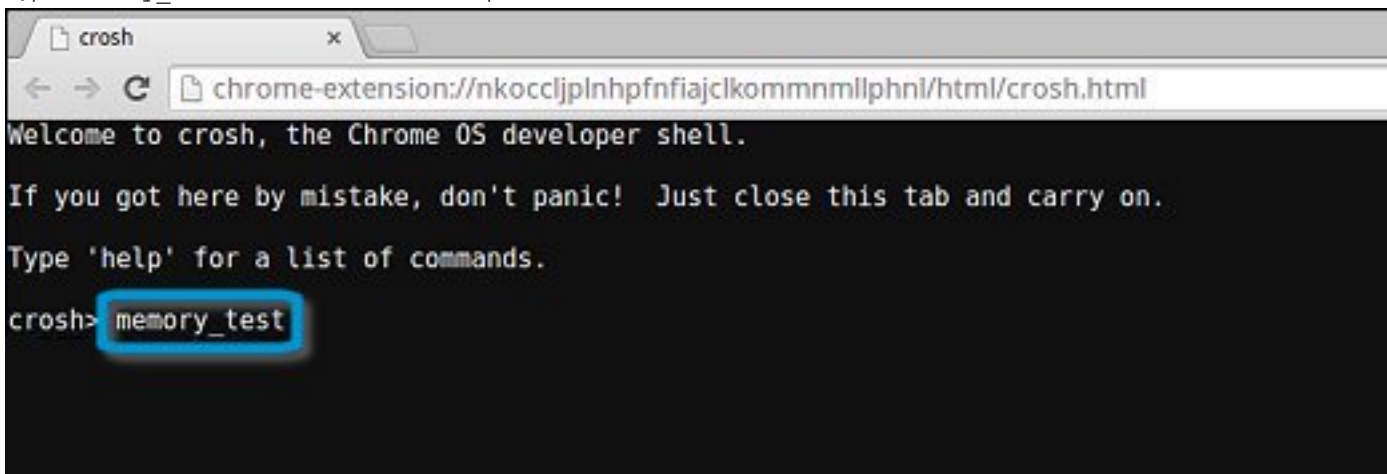 crosh
chrome-extension://nkoccljplnhpfnfiajclkommnmllphnl/html/crosh.html
Welcome to crosh, the Chrome OS developer shell.
If you got here by mistake, don't panic!  Just close this tab and carry on.
Type 'help' for a list of commands.
crosh> memory_test